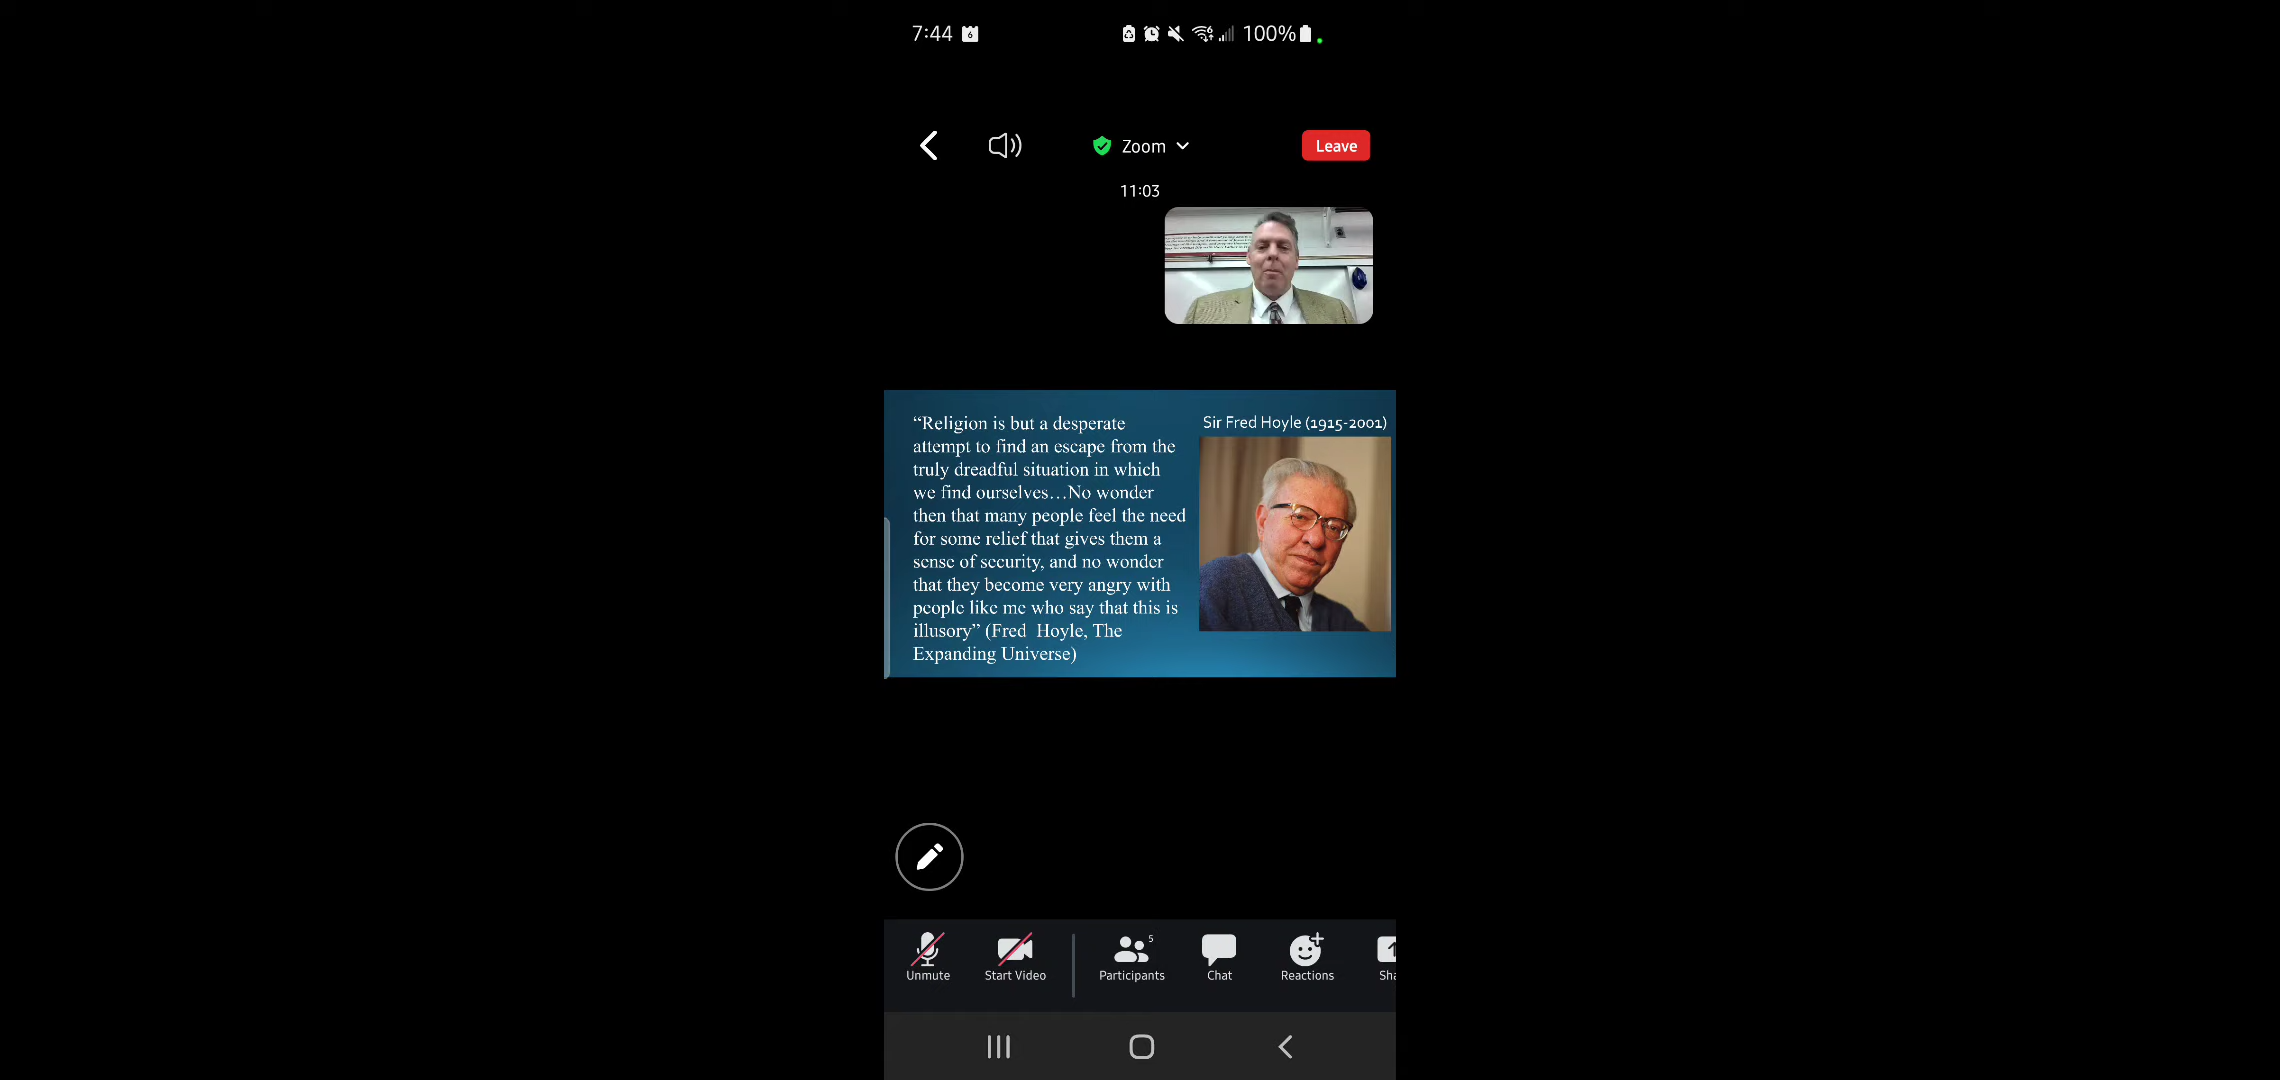 7:44 6 100%
Zoom
Leave
11:03
Sir Fred Hoyle (1915-2001)
“Religion is but a desperate
attempt to find an escape from the
truly dreadful situation in which
we find ourselves…No wonder
then that many people feel the need
for some relief that gives them a
sense of security, and no wonder
that they become very angry with
people like me who say that this is
illusory” (Fred Hoyle, The
Expanding Universe)
Unmute
Start Video
5
Participants
Chat
Reactions
Sha